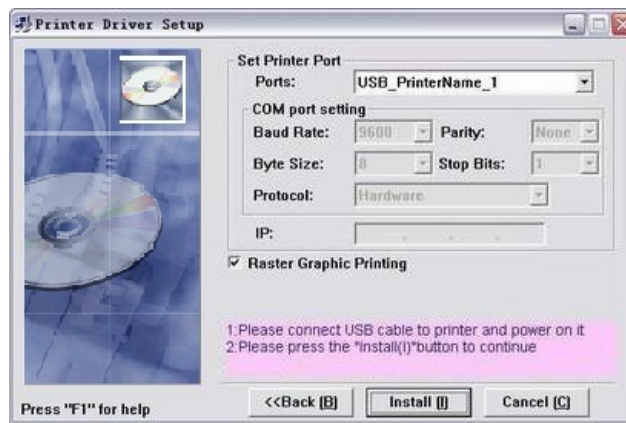 Printer Driver Setup
Set Printer Port
Ports: USB_PrinterName_1
COM port setting
Baud Rate: 9600 Parity: None
Byte Size: 8 Stop Bits: 1
Protocol: Hardware
IP: . . .
Raster Graphic Printing
1:Please connect USB cable to printer and power on it
2:Please press the "Install(I)"button to continue
Press "F1" for help
<<Back (B) Install (I) Cancel (C)